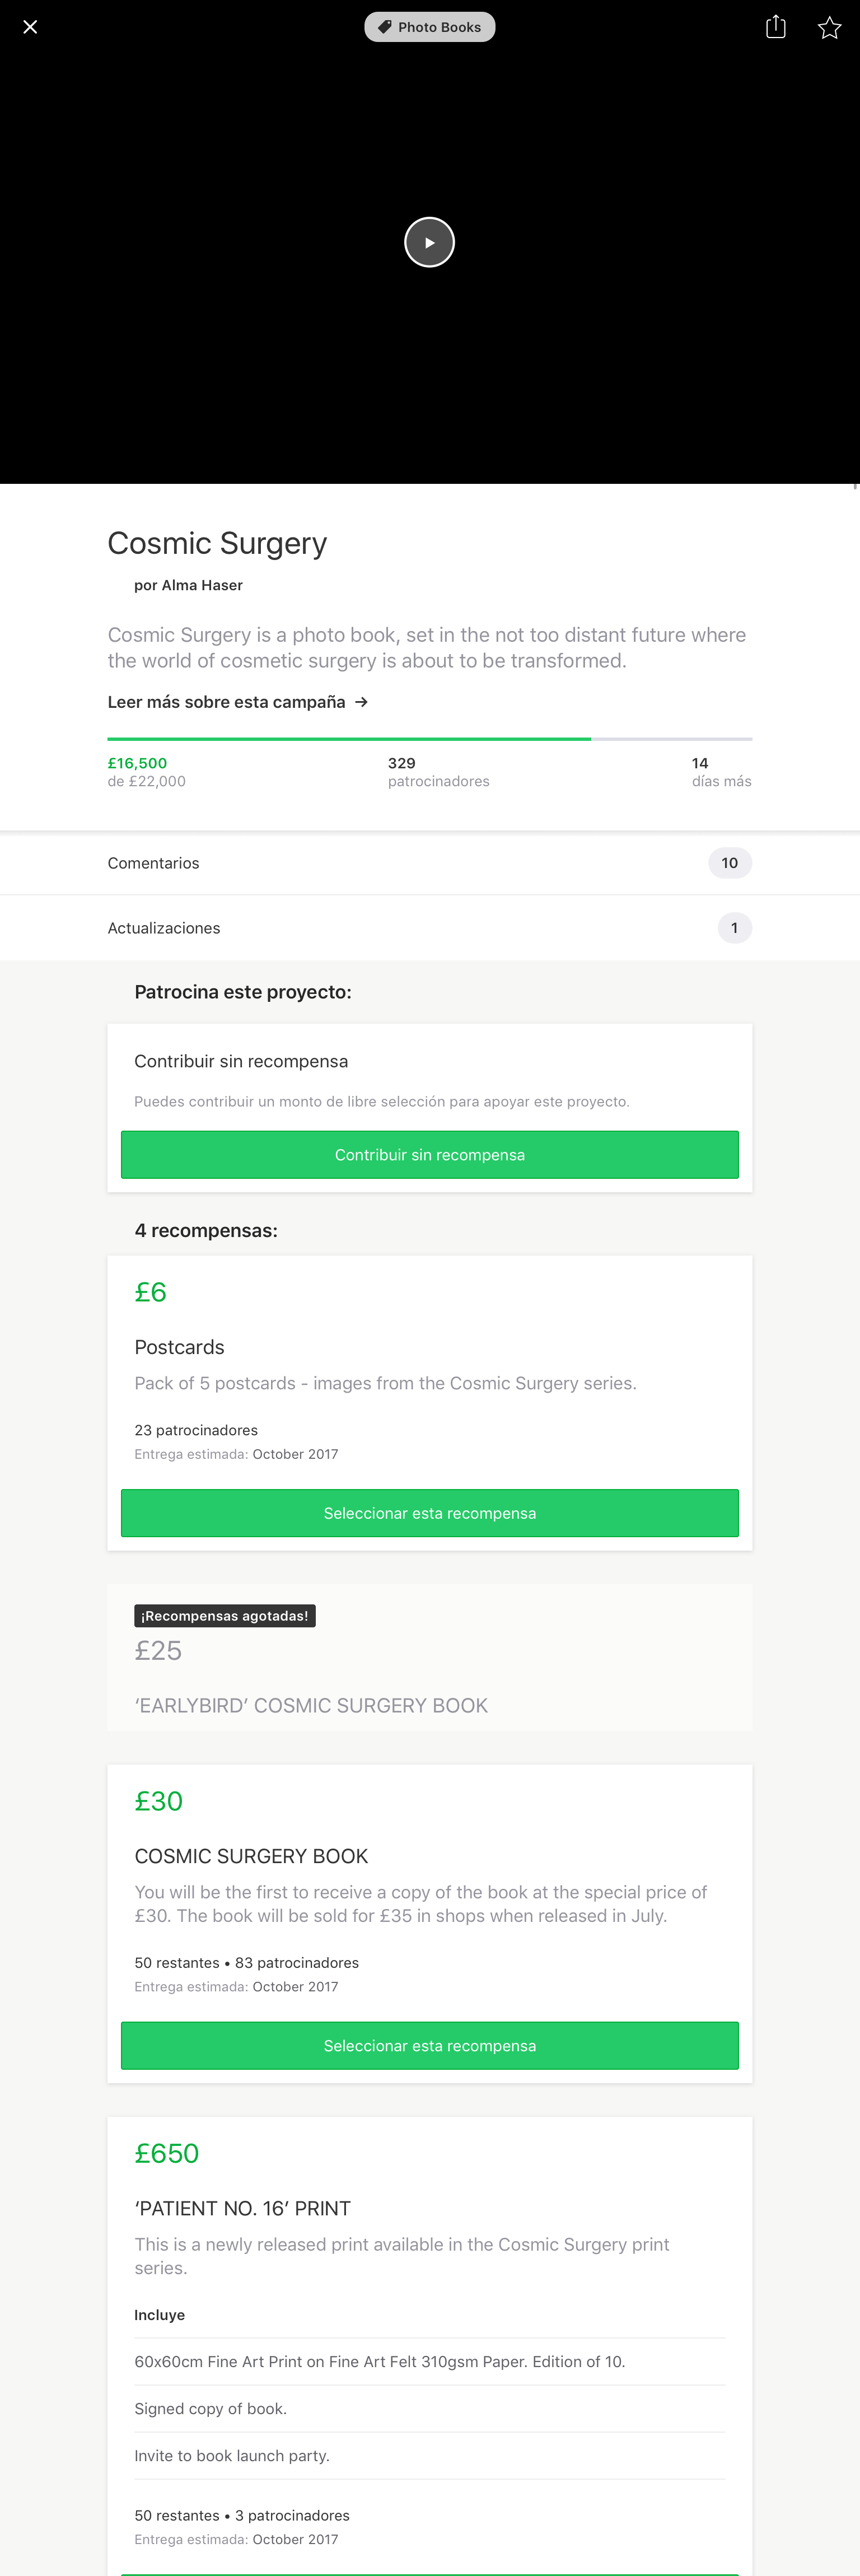 Photo Books
Cosmic Surgery
por Alma Haser
Cosmic Surgery is a photo book, set in the not too distant future where
the world of cosmetic surgery is about to be transformed.
Leer más sobre esta campaña →
£16,500
de £22,000
329
patrocinadores
14
días más
Comentarios
10
Actualizaciones
1
Patrocina este proyecto:
Contribuir sin recompensa
Puedes contribuir un monto de libre selección para apoyar este proyecto.
Contribuir sin recompensa
4 recompensas:
£6
Postcards
Pack of 5 postcards - images from the Cosmic Surgery series.
23 patrocinadores
Entrega estimada: October 2017
Seleccionar esta recompensa
¡Recompensas agotadas!
£25
‘EARLYBIRD’ COSMIC SURGERY BOOK
£30
COSMIC SURGERY BOOK
You will be the first to receive a copy of the book at the special price of
£30. The book will be sold for £35 in shops when released in July.
50 restantes • 83 patrocinadores
Entrega estimada: October 2017
Seleccionar esta recompensa
£650
‘PATIENT NO. 16’ PRINT
This is a newly released print available in the Cosmic Surgery print
series.
Incluye
60x60cm Fine Art Print on Fine Art Felt 310gsm Paper. Edition of 10.
Signed copy of book.
Invite to book launch party.
50 restantes • 3 patrocinadores
Entrega estimada: October 2017